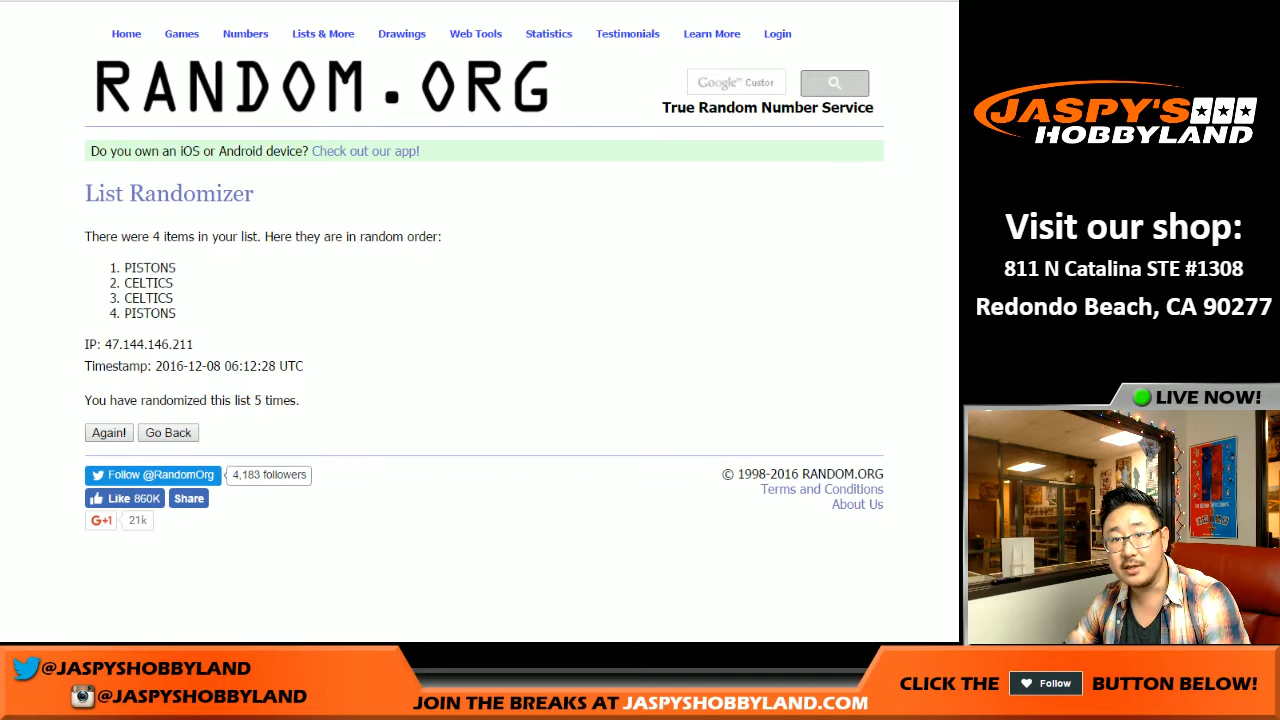 Home Games Numbers Lists & More Drawings Web Tools Statistics Testimonials Learn More Login
RANDOM.ORG
Google™ Custor
True Random Number Service
Do you own an iOS or Android device? Check out our app!
List Randomizer
There were 4 items in your list. Here they are in random order:
1. PISTONS
2. CELTICS
3. CELTICS
4. PISTONS
IP: 47.144.146.211
Timestamp: 2016-12-08 06:12:28 UTC
You have randomized this list 5 times.
Again! Go Back
Follow @RandomOrg 4,183 followers
Like 860K Share
G+1 21k
© 1998-2016 RANDOM.ORG
Terms and Conditions
About Us
JASPY'S
HOBBYLAND
Visit our shop:
811 N Catalina STE #1308
Redondo Beach, CA 90277
LIVE NOW!
@JASPYSHOBBYLAND
@JASPYSHOBBYLAND
JOIN THE BREAKS AT JASPYSHOBBYLAND.COM
CLICK THE Follow BUTTON BELOW!